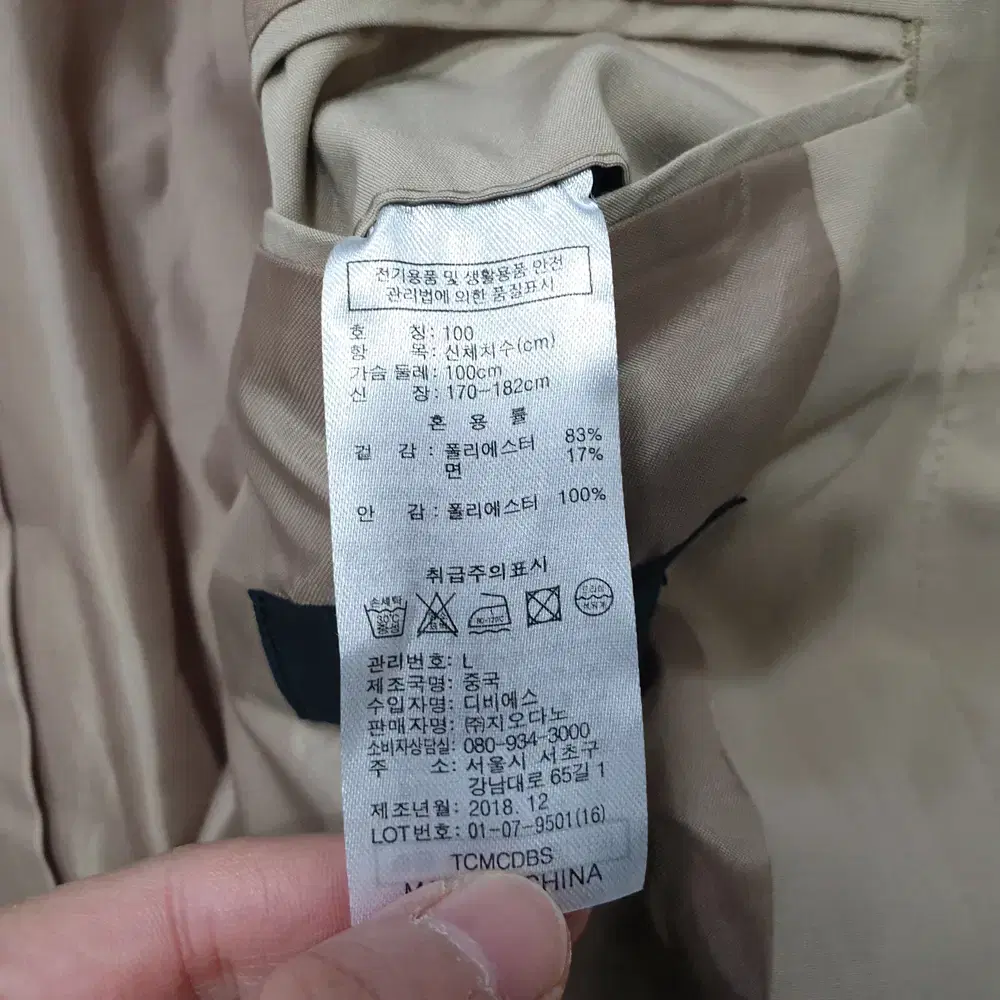 전기용품 및 생활용품 안전
관리법에 의한 품질표시
호 칭: 100
항 목: 신체치수(cm)
가슴 둘레: 100cm
신 장: 170-182cm
혼 용 률
겉 감 : 폴리에스터 83%
면 17%
안 감 : 폴리에스터 100%
취급주의표시
손세탁
30℃
중성
관리번호: L
제조국명: 중국
수입자명: 디비에스
판매자명: ㈜지오다노
소비자상담실: 080-934-3000
주 소: 서울시 서초구
강남대로 65길 1
제조년월: 2018. 12
LOT번호: 01-07-9501(16)
TCMCDBS
CHINA